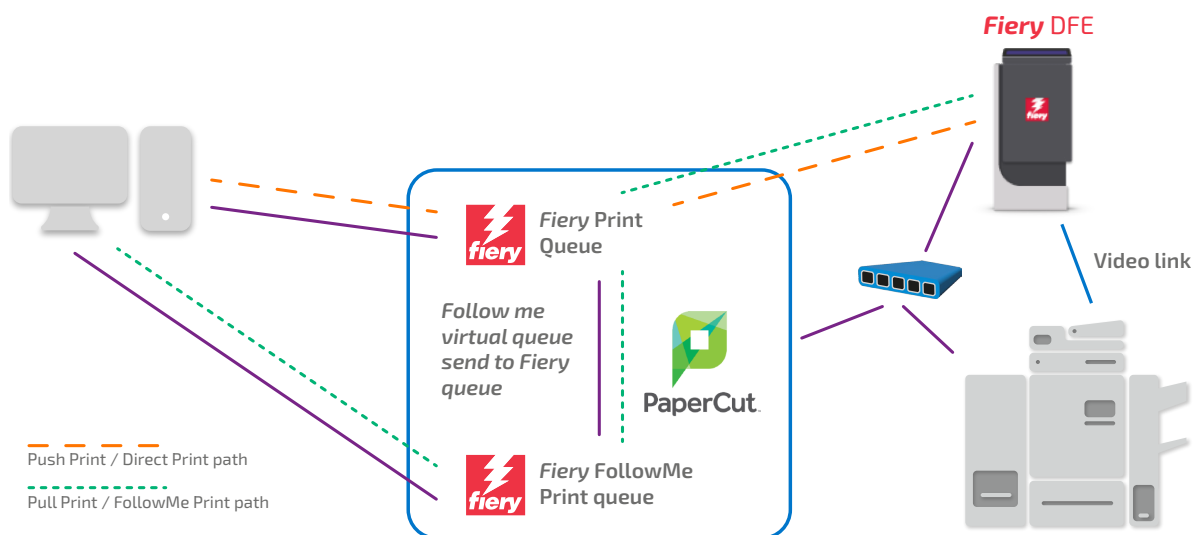 Fiery DFE
fiery
fiery
Fiery Print
Queue
Video link
Follow me
virtual queue
send to Fiery
queue
PaperCut
Push Print / Direct Print path
Pull Print / FollowMe Print path
fiery
Fiery FollowMe
Print queue